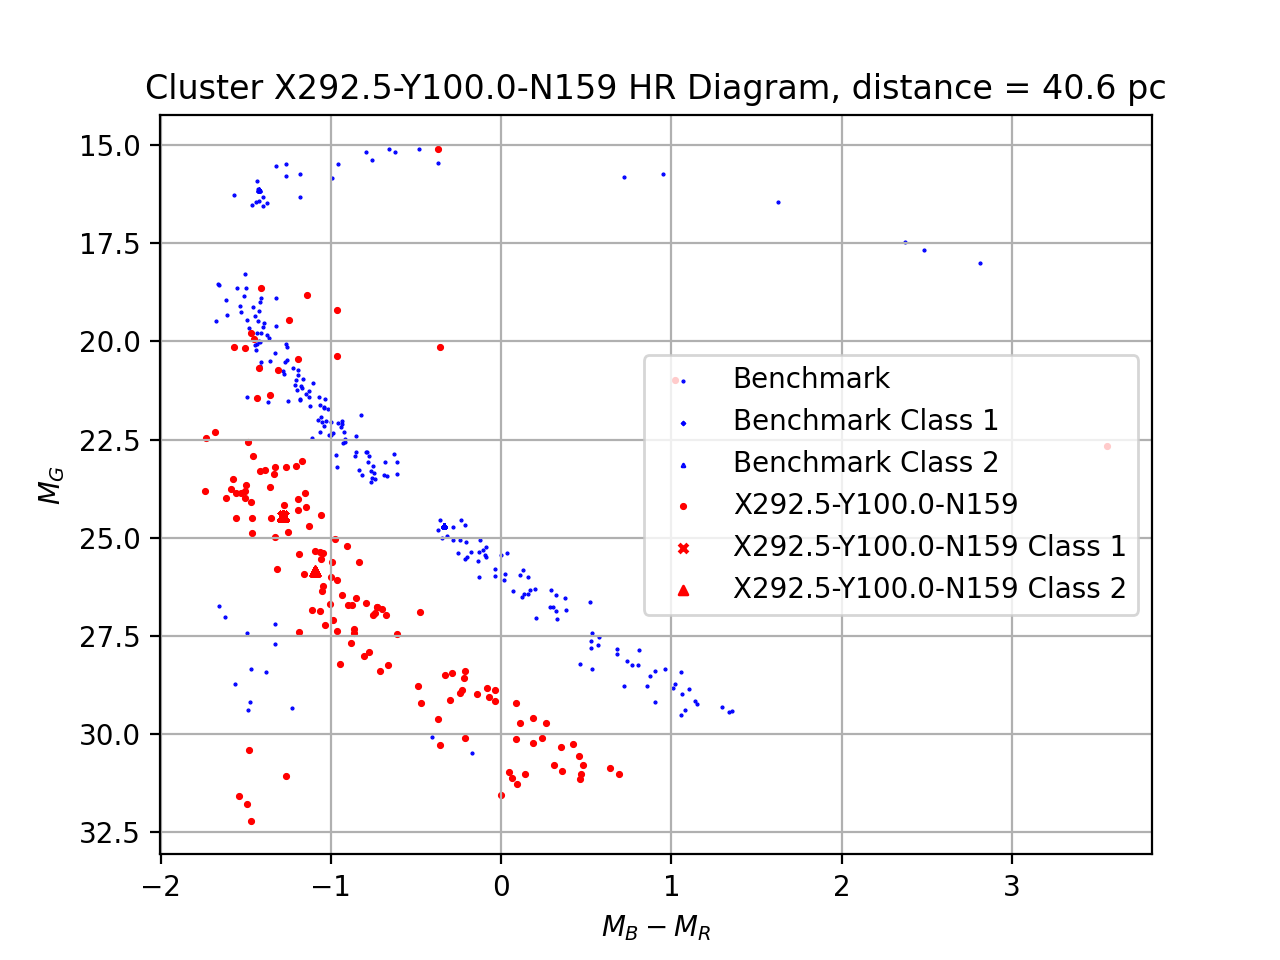 Cluster X292.5-Y100.0-N159 HR Diagram, distance = 40.6 pc
15.0
17.5
20.0
22.5
25.0
27.5
30.0
32.5
M_G
Benchmark
Benchmark Class 1
Benchmark Class 2
X292.5-Y100.0-N159
X292.5-Y100.0-N159 Class 1
X292.5-Y100.0-N159 Class 2
−2 −1 0 1 2 3
M_B − M_R